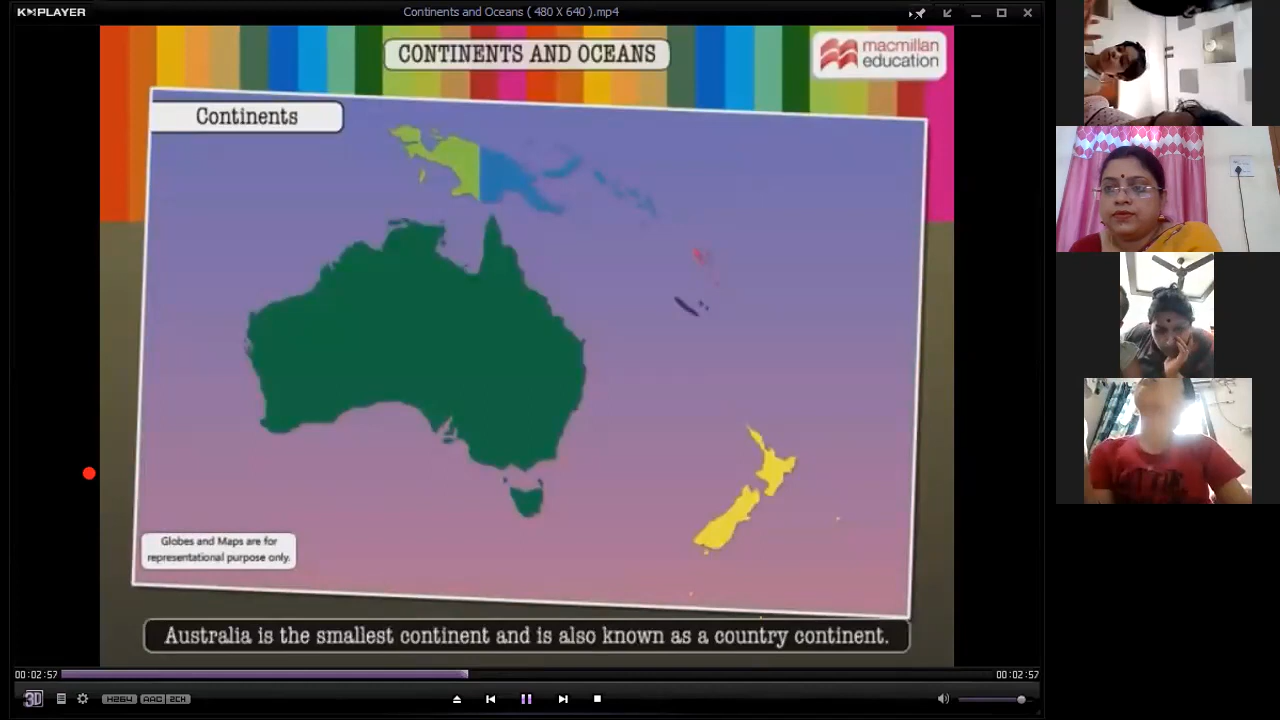 KMPLAYER
Continents and Oceans ( 480 X 640 ).mp4
CONTINENTS AND OCEANS
macmillan
education
Continents
Globes and Maps are for
representational purpose only.
Australia is the smallest continent and is also known as a country continent.
00:02:57
00:02:57
3D
H264 AAC 2CH